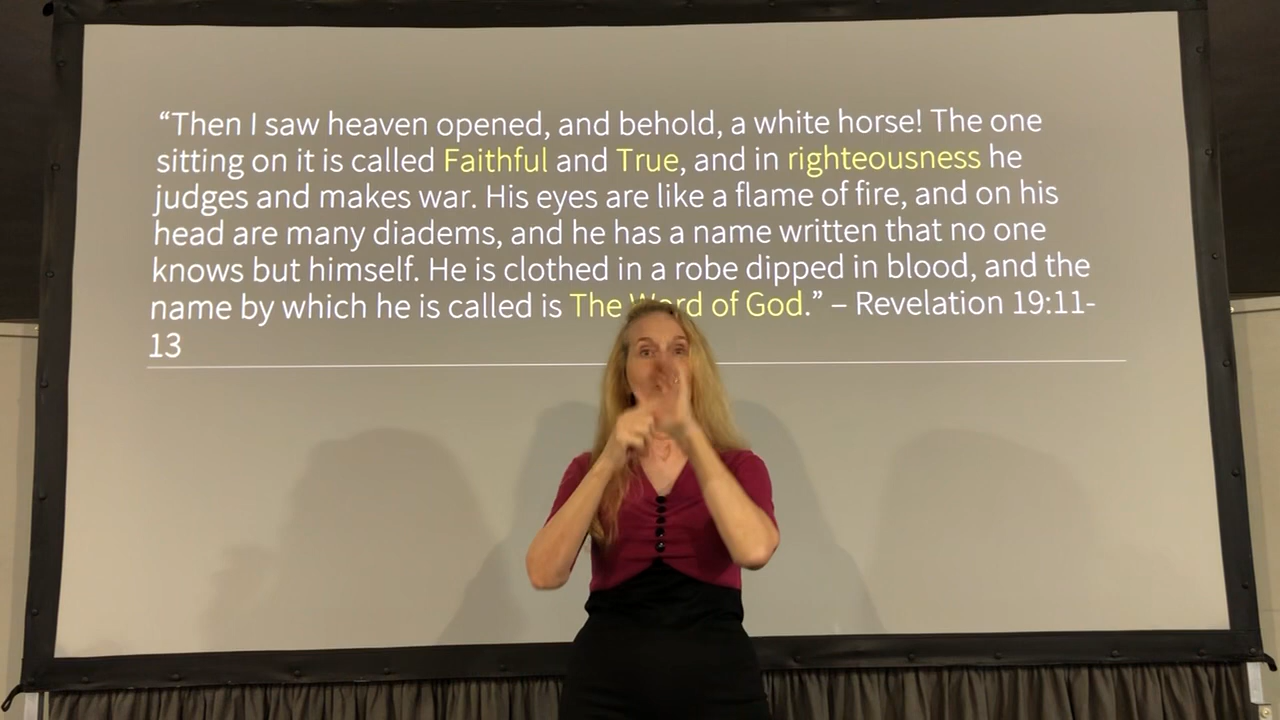 “Then I saw heaven opened, and behold, a white horse! The one
sitting on it is called Faithful and True, and in righteousness he
judges and makes war. His eyes are like a flame of fire, and on his
head are many diadems, and he has a name written that no one
knows but himself. He is clothed in a robe dipped in blood, and the
name by which he is called is The Word of God.” – Revelation 19:11-
13